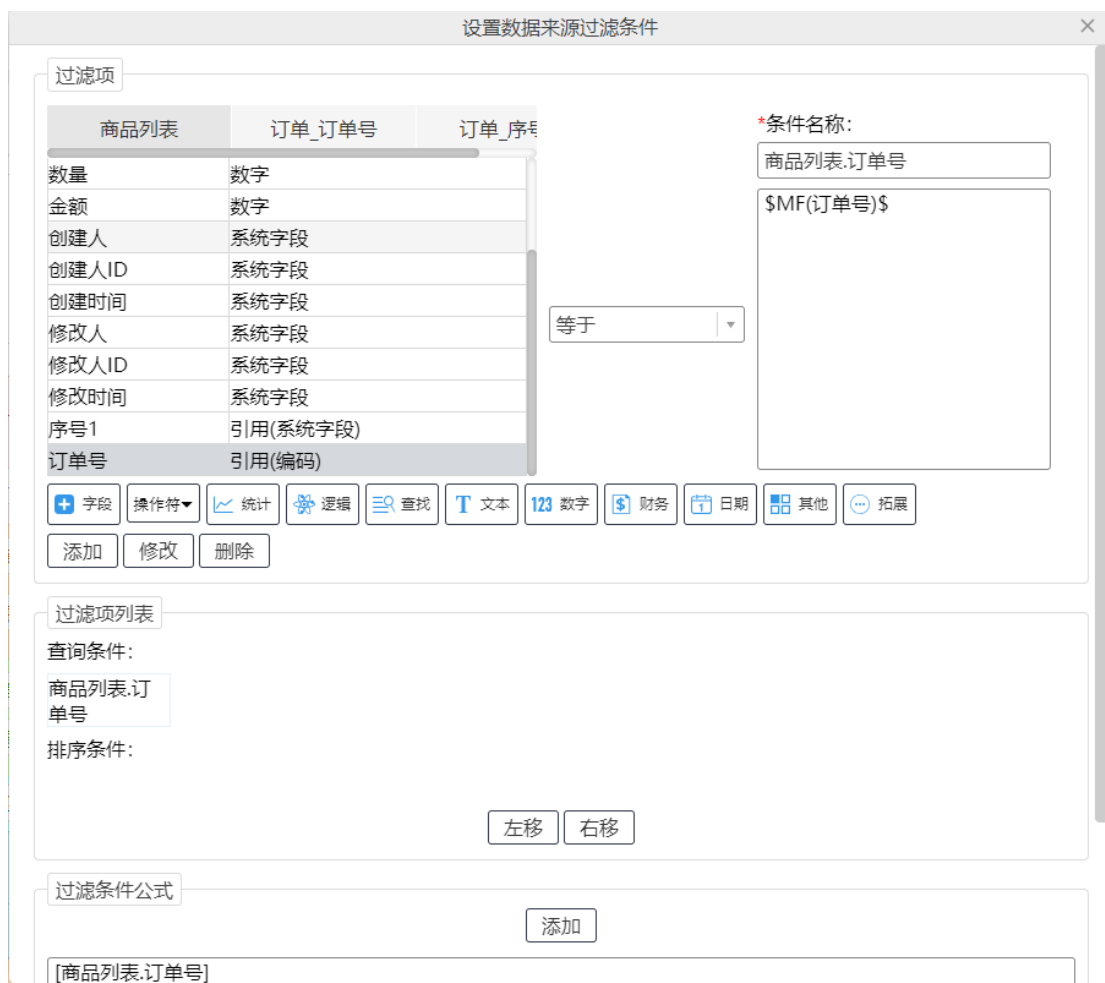 设置数据来源过滤条件
过滤项
商品列表 订单_订单号 订单_序号
数量 数字
金额 数字
创建人 系统字段
创建人ID 系统字段
创建时间 系统字段
修改人 系统字段
修改人ID 系统字段
修改时间 系统字段
序号1 引用(系统字段)
订单号 引用(编码)
等于
*条件名称:
商品列表.订单号
$MF(订单号)$
字段 操作符 统计 逻辑 查找 T 文本 123 数字 $ 财务 1 日期 其他 拓展
添加 修改 删除
过滤项列表
查询条件:
商品列表.订
单号
排序条件:
左移 右移
过滤条件公式
添加
[商品列表.订单号]